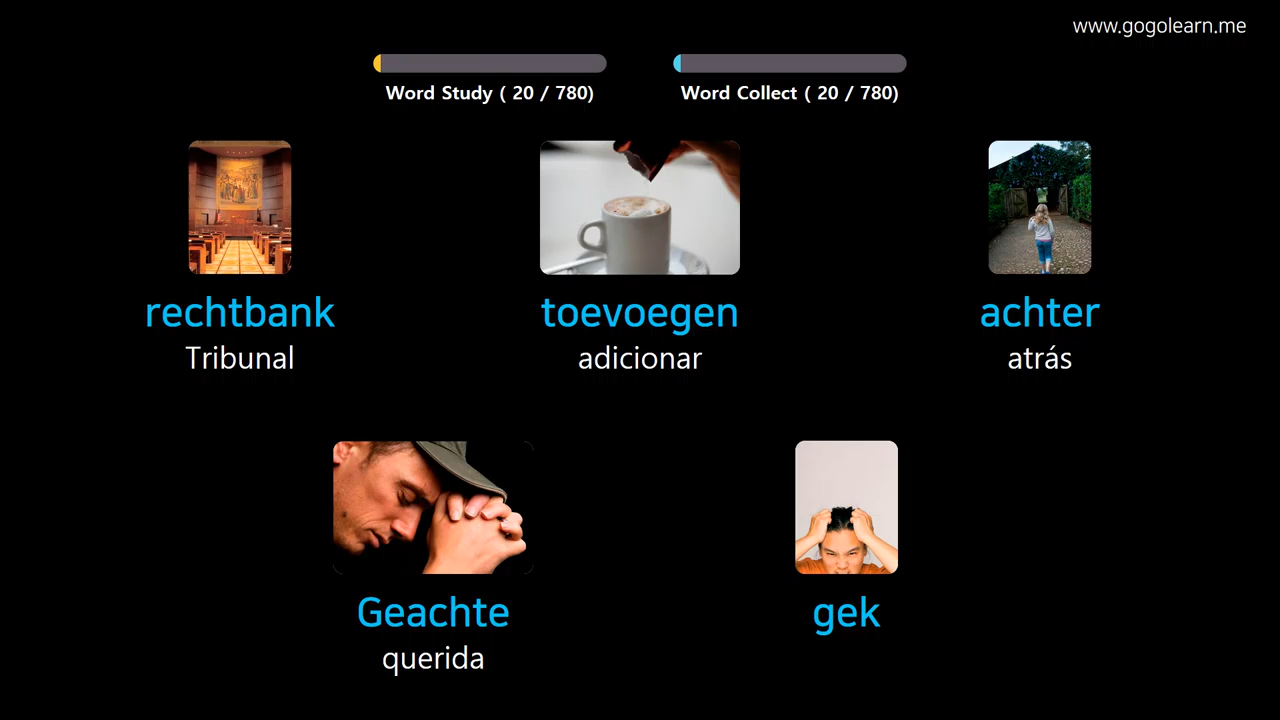 www.gogolearn.me
Word Study ( 20 / 780)
Word Collect ( 20 / 780)
rechtbank
Tribunal
toevoegen
adicionar
achter
atrás
Geachte
querida
gek